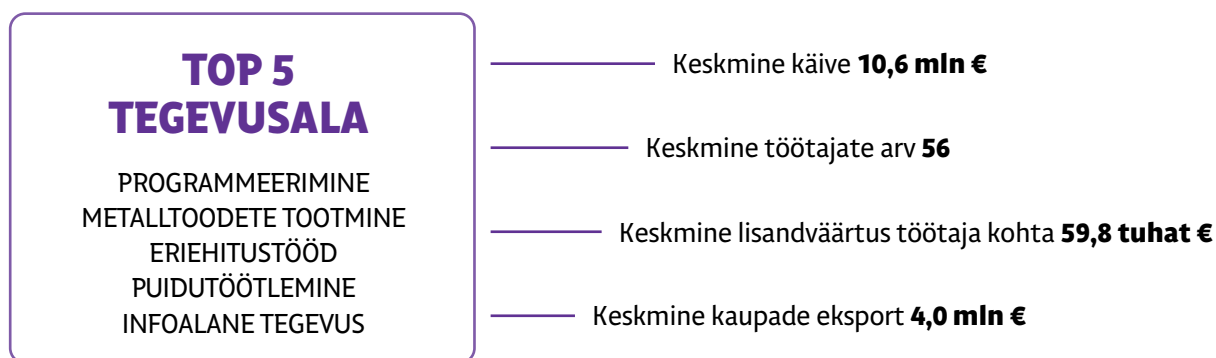 TOP 5
TEGEVUSALA
PROGRAMMEERIMINE
METALLTOODETE TOOTMINE
ERIEHITUSTÖÖD
PUIDUTÖÖTLEMINE
INFOALANE TEGEVUS
Keskmine käive 10,6 mln €
Keskmine töötajate arv 56
Keskmine lisandväärtus töötaja kohta 59,8 tuhat €
Keskmine kaupade eksport 4,0 mln €